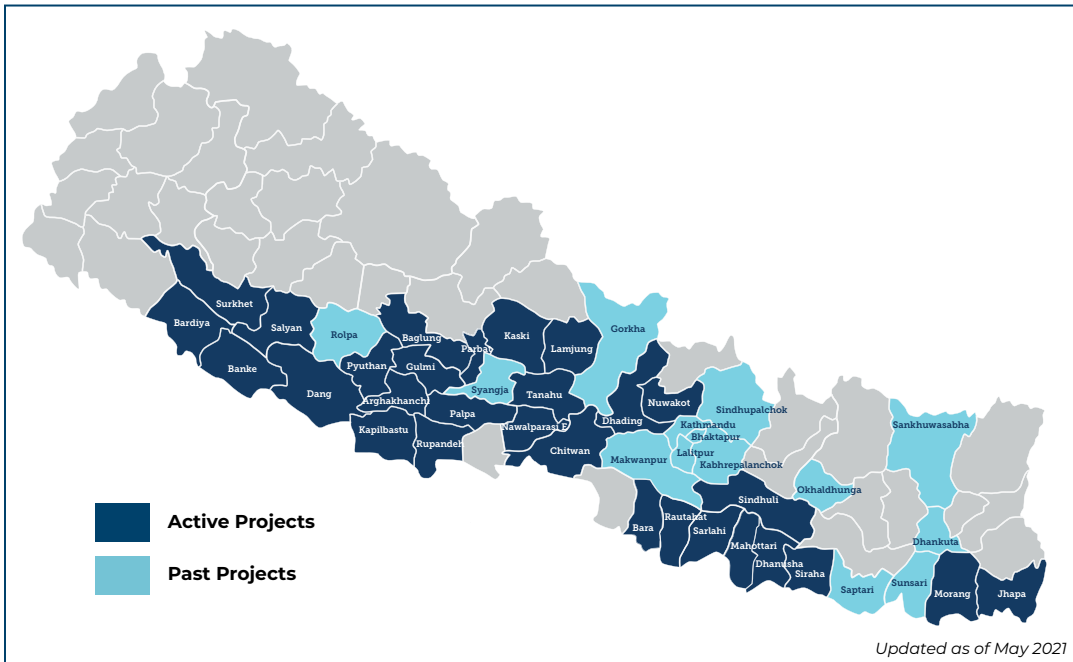 Surkhet
Bardiya
Salyan
Rolpa
Banke
Dang
Baglung
Parbat
Kaski
Lamjung
Gorkha
Pyuthan
Gulmi
Syangja
Arghakhanchi
Tanahu
Palpa
Kapilbastu
Rupandeh
Nawalparasi E
Chitwan
Dhading
Nuwakot
Sindhupalchok
Kathmandu
Bhaktapur
Lalitpur
Kabhrepalanchok
Makwanpur
Sankhuwasabha
Okhaldhunga
Sindhuli
Bara
Rautahat
Sarlahi
Mahottari
Dhanusha
Siraha
Dhankuta
Saptari
Sunsari
Morang
Jhapa
Active Projects
Past Projects
Updated as of May 2021